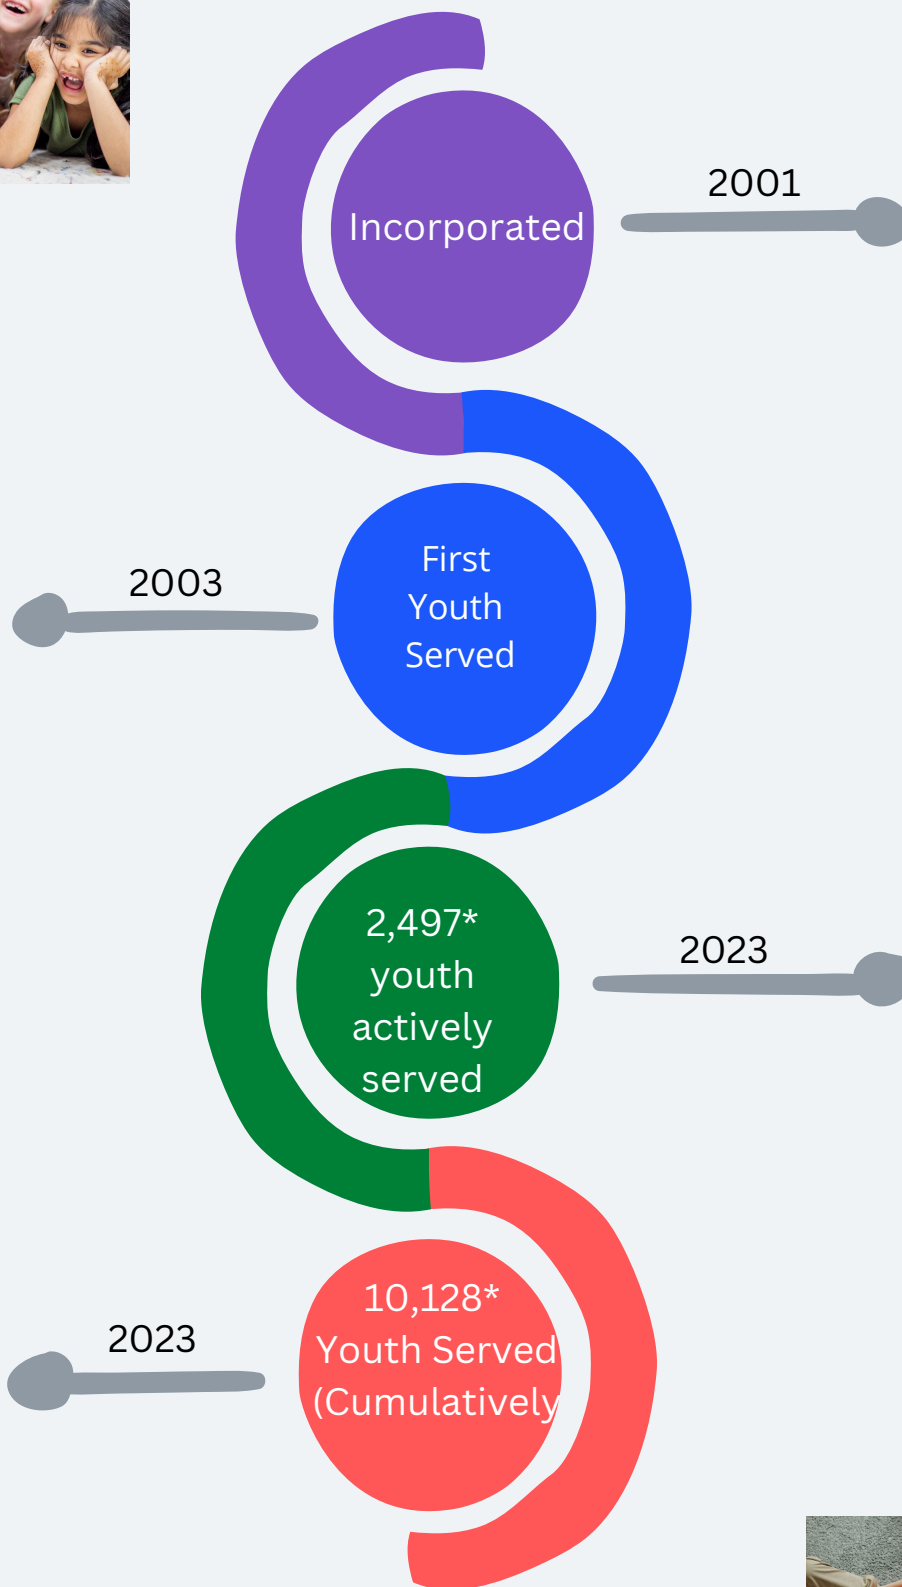 2001
Incorporated
2003
First
Youth
Served
2023
2,497*
youth
actively
served
2023
10,128*
Youth Served
(Cumulatively